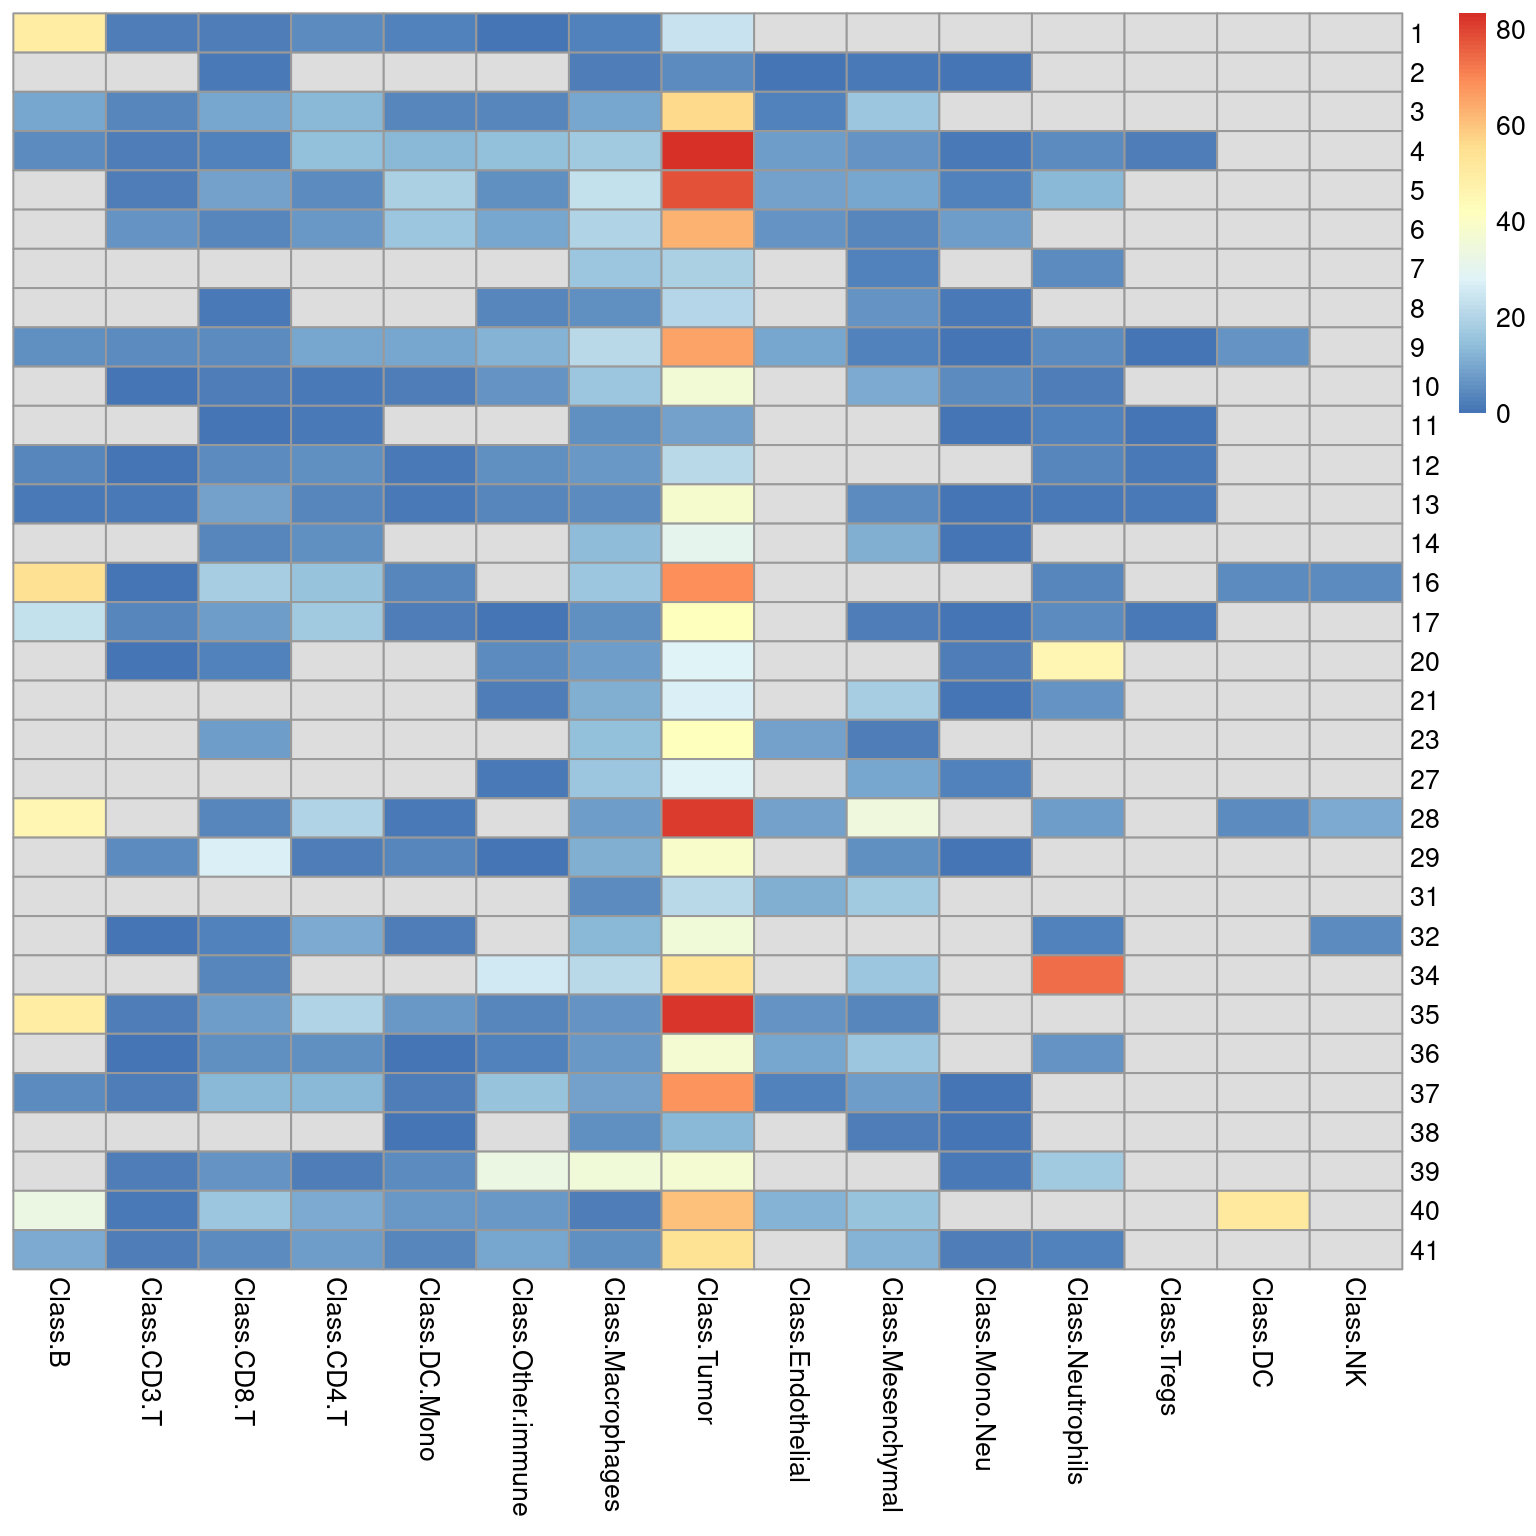 80
60
40
20
0
1
2
3
4
5
6
7
8
9
10
11
12
13
14
16
17
20
21
23
27
28
29
31
32
34
35
36
37
38
39
40
41
Class.B
Class.CD3.T
Class.CD8.T
Class.CD4.T
Class.DC.Mono
Class.Other.immune
Class.Macrophages
Class.Tumor
Class.Endothelial
Class.Mesenchymal
Class.Mono.Neu
Class.Neutrophils
Class.Tregs
Class.DC
Class.NK